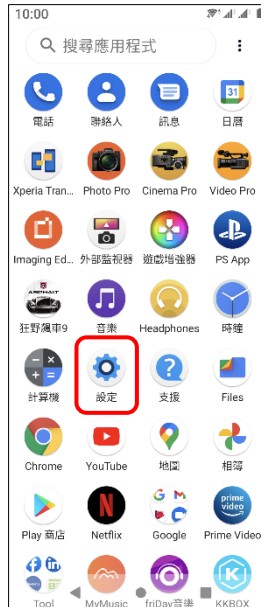 10:00
搜尋應用程式
電話 聯絡人 訊息 日曆
31
Xperia Tran... Photo Pro Cinema Pro Video Pro
Imaging Ed... 外部監視器 遊戲增強器 PS App
狂野飆車9 音樂 Headphones 時鐘
計算機 設定 支援 Files
Chrome YouTube 地圖 相簿
Play 商店 Netflix Google Prime Video
prime video
Tool MyMusic friDay音樂 KKBOX